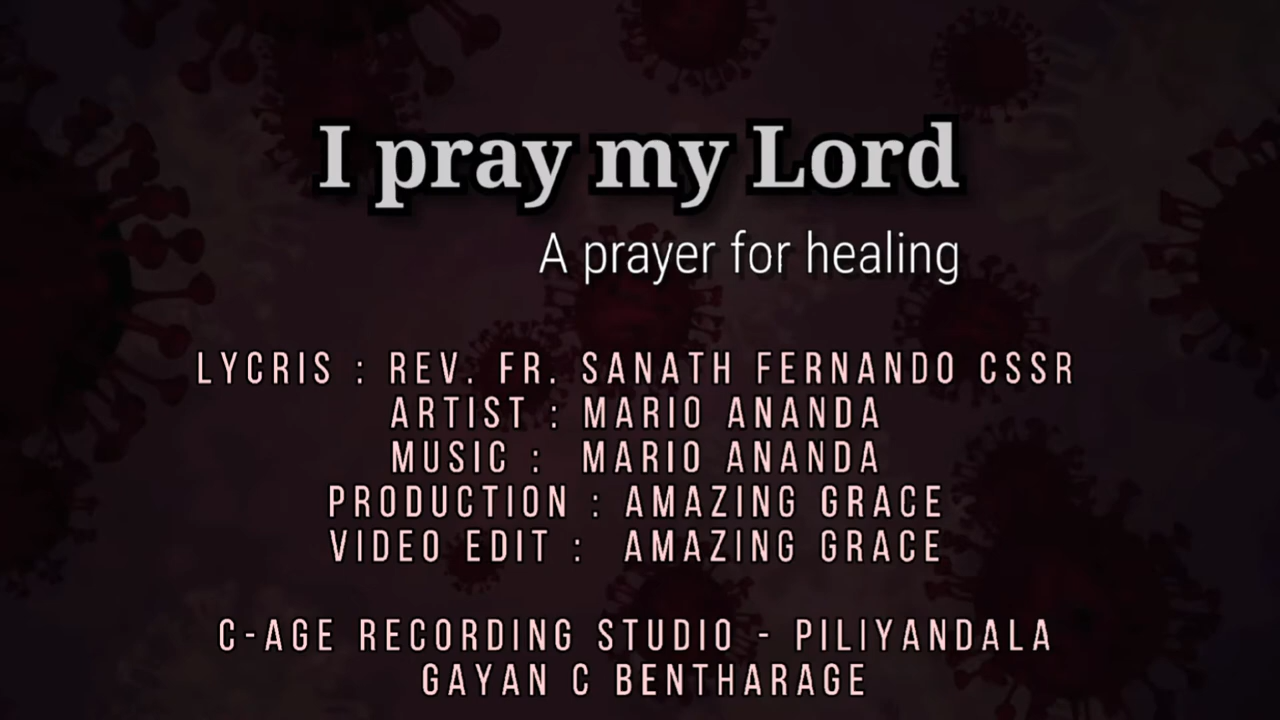 I pray my Lord
A prayer for healing
LYCRIS : REV. FR. SANATH FERNANDO CSSR
ARTIST : MARIO ANANDA
MUSIC : MARIO ANANDA
PRODUCTION : AMAZING GRACE
VIDEO EDIT : AMAZING GRACE
C-AGE RECORDING STUDIO - PILIYANDALA
GAYAN C BENTHARAGE